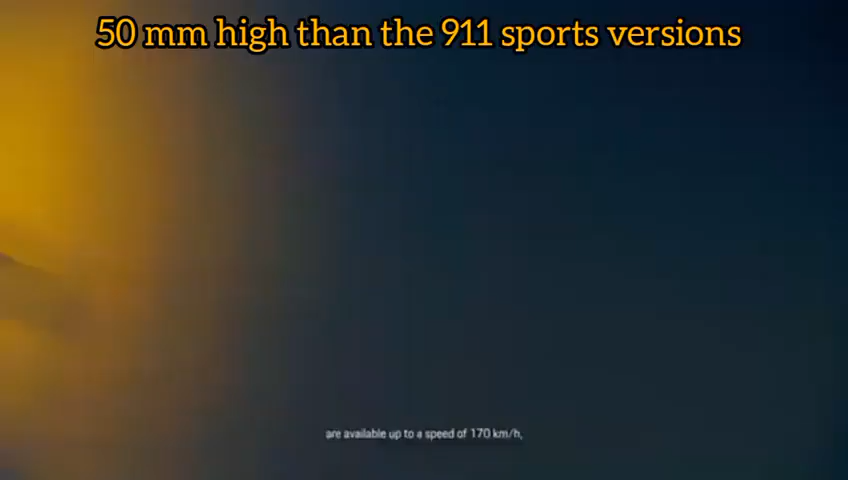 50 mm high than the 911 sports versions
are available up to a speed of 170 km/h,